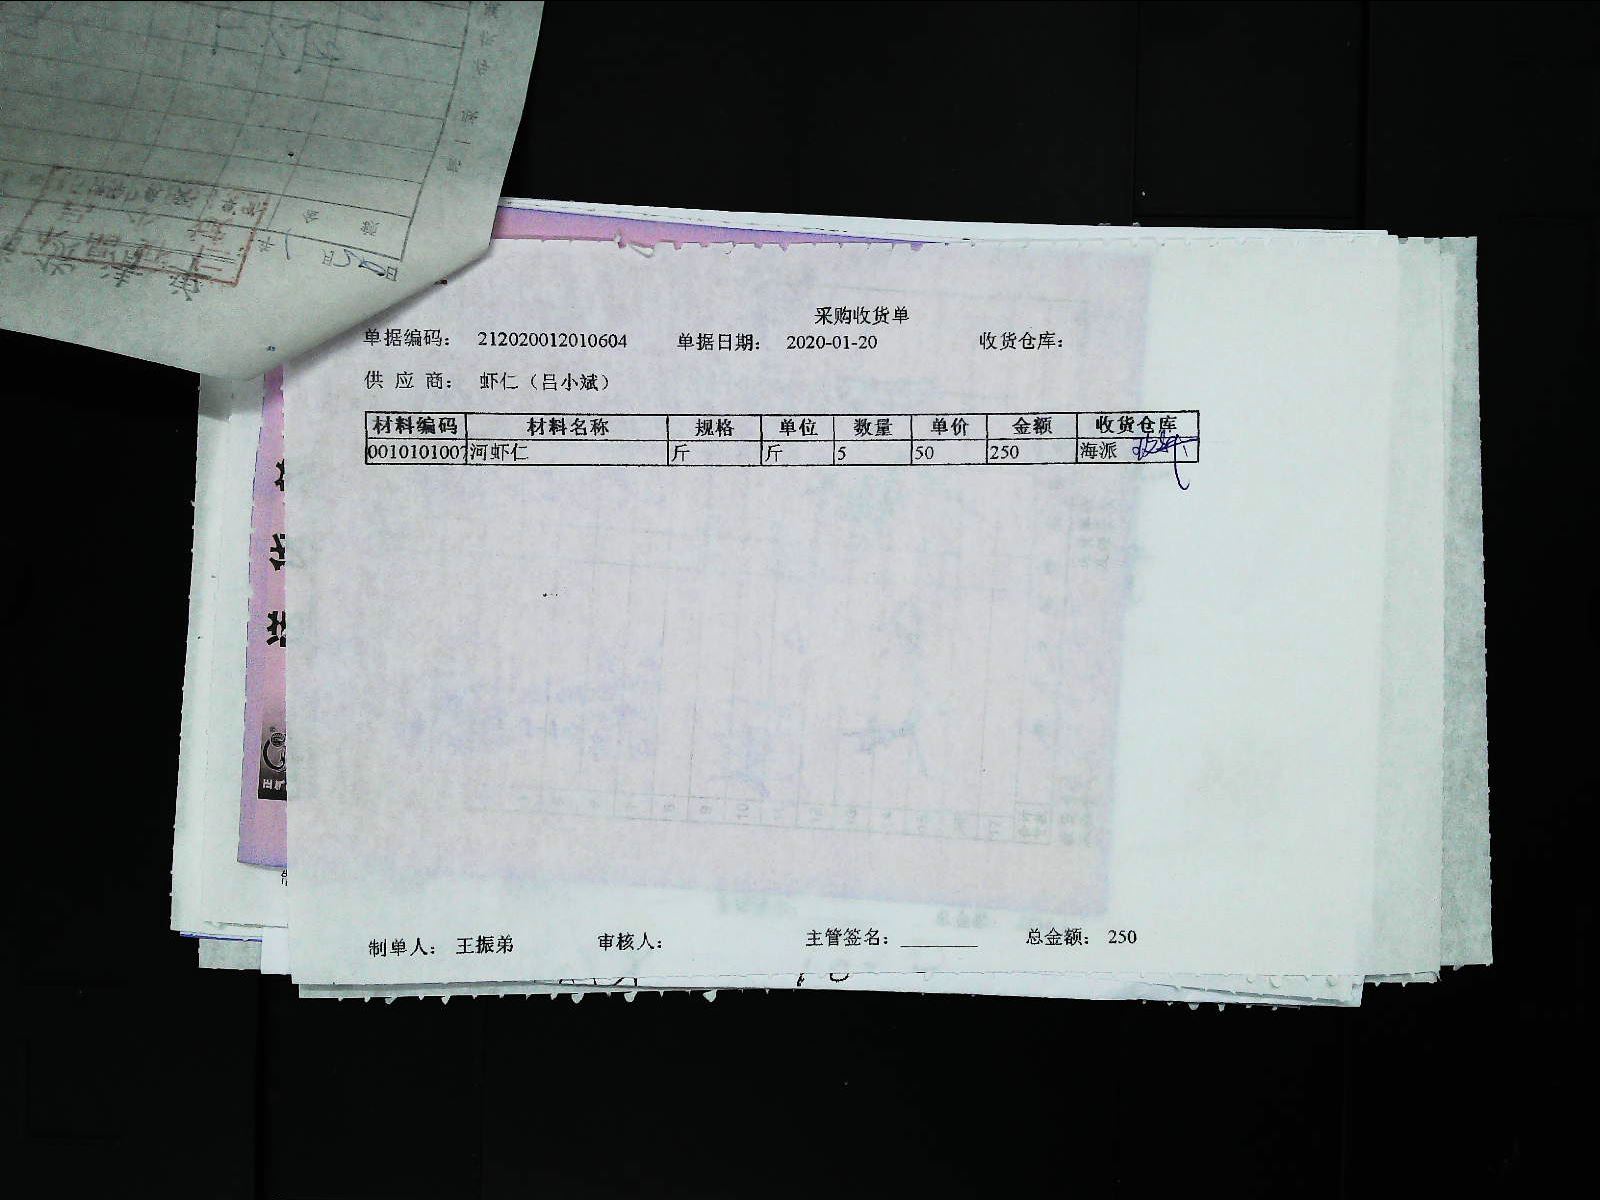 采购收货单
单据编码: 212020012010604 单据日期: 2020-01-20 收货仓库:
供 应 商: 虾仁(吕小斌)
材料编码 材料名称 规格 单位 数量 单价 金额 收货仓库
0010101007 河虾仁 斤 斤 5 50 250 海派
制单人: 王振弟 审核人: 主管签名: ________ 总金额: 250